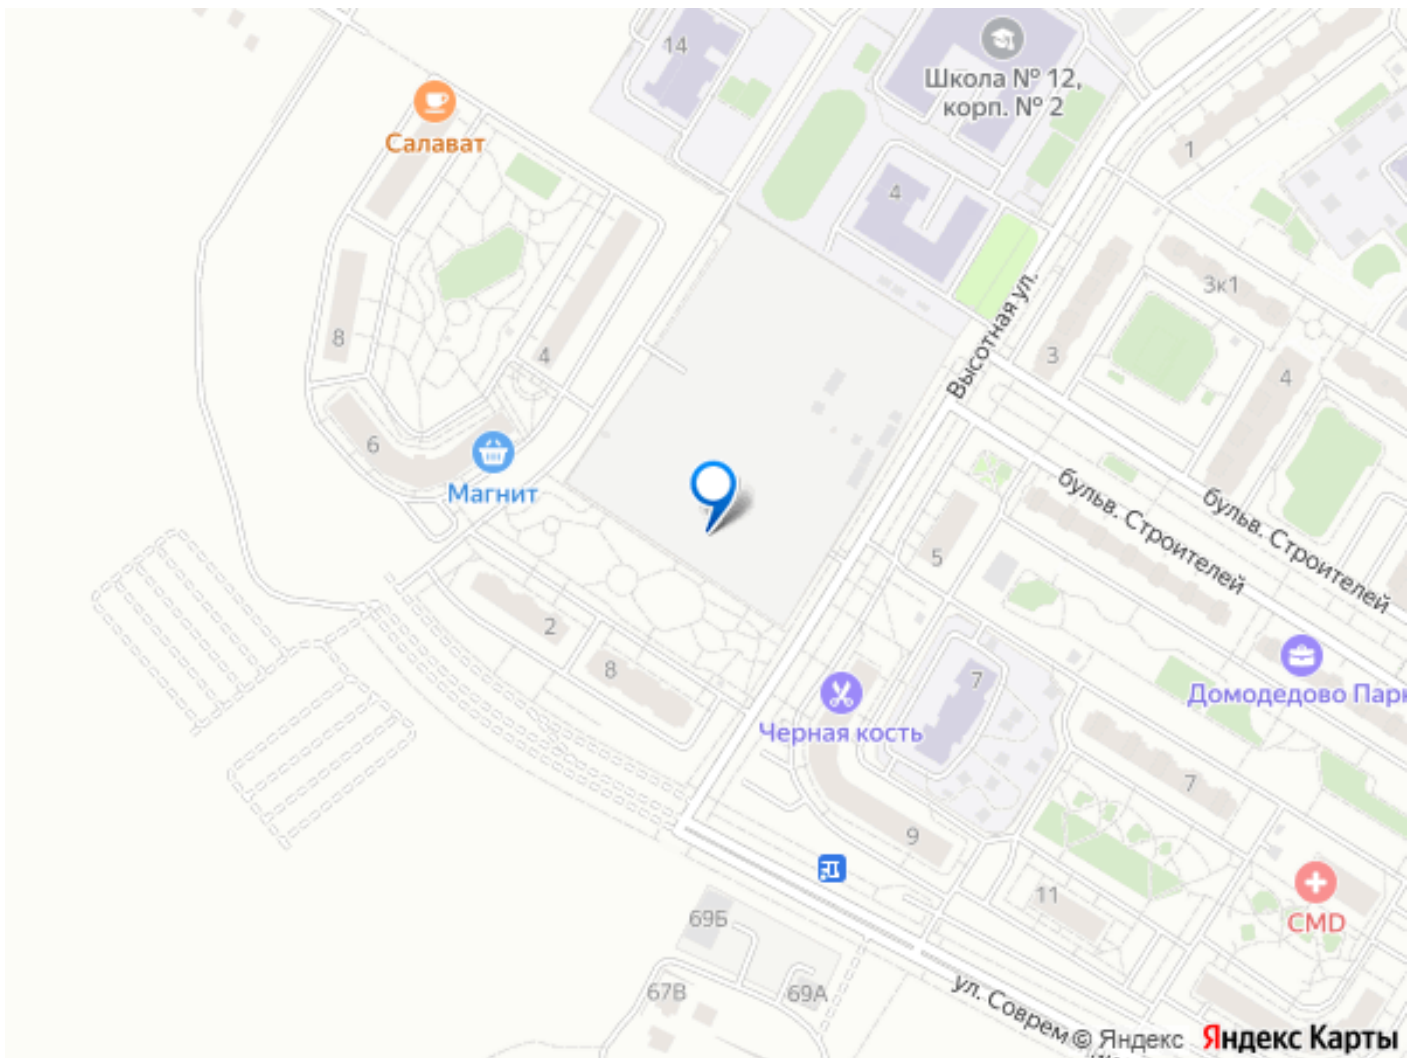 14
Школа № 12,
корп. № 2
Салават
1
4
Высотная ул.
3к1
8
4
3
4
6
Магнит
бульв. Строителей
бульв. Строителей
5
2
8
7
Домодедово Парк
Черная кость
7
9
11
CMD
69Б
67В
69А
ул. Соврем
© Яндекс
Яндекс Карты